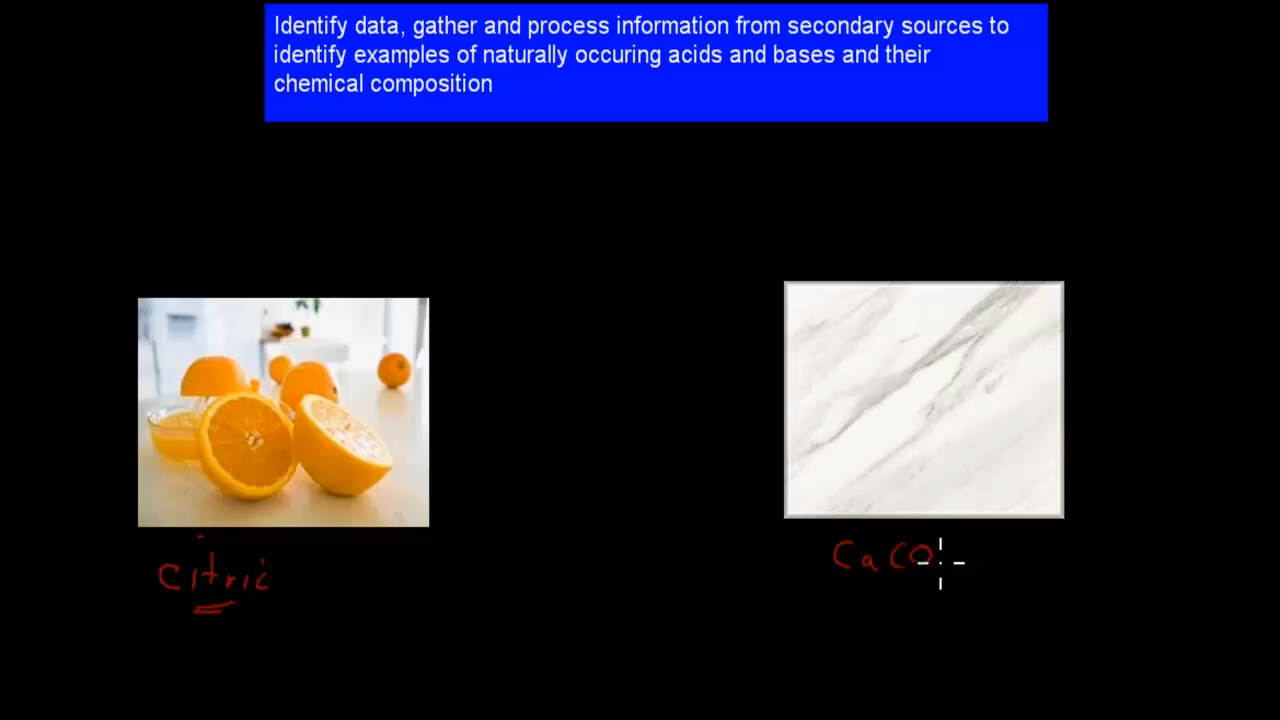 Identify data, gather and process information from secondary sources to
identify examples of naturally occuring acids and bases and their
chemical composition
citric
CaCO